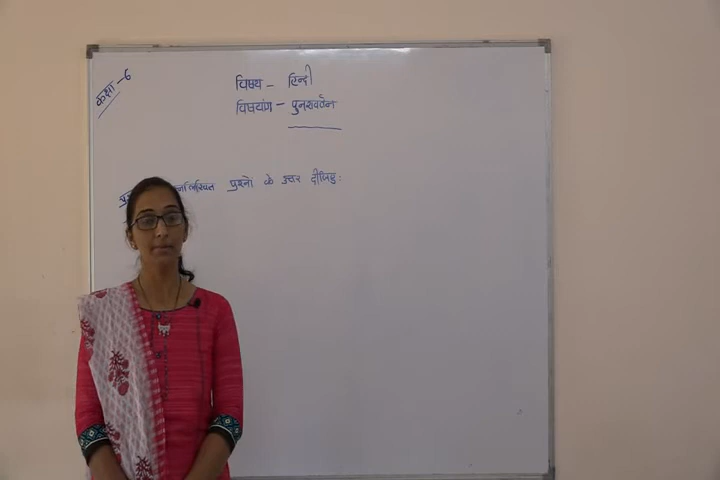 कक्षा - 6
विषय - हिन्दी
विषयांग - पुनरावर्तन
प्रश्नों के उत्तर दीजिए :